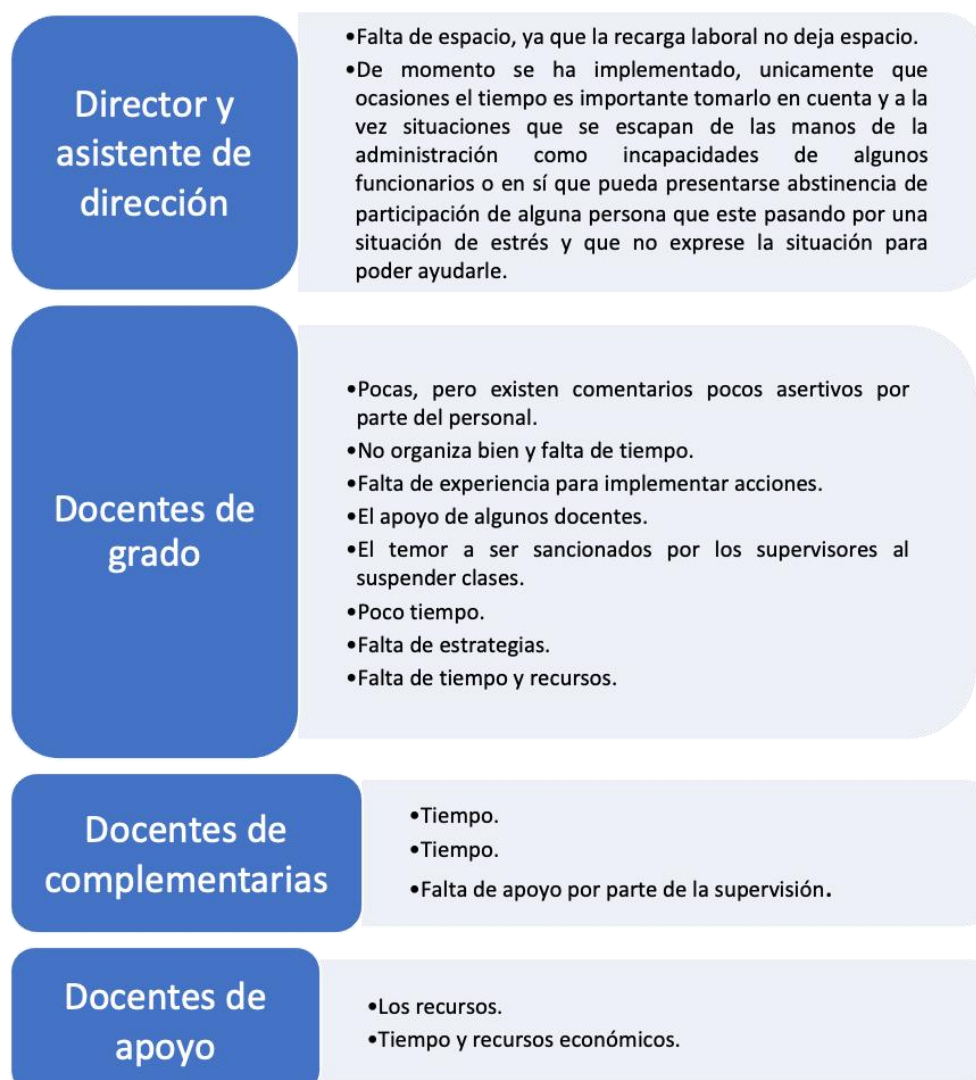 Director y
asistente de
dirección
•Falta de espacio, ya que la recarga laboral no deja espacio.
•De momento se ha implementado, unicamente que
ocasiones el tiempo es importante tomarlo en cuenta y a la
vez situaciones que se escapan de las manos de la
administración como incapacidades de algunos
funcionarios o en sí que pueda presentarse abstinencia de
participación de alguna persona que este pasando por una
situación de estrés y que no exprese la situación para
poder ayudarle.
Docentes de
grado
•Pocas, pero existen comentarios pocos asertivos por
parte del personal.
•No organiza bien y falta de tiempo.
•Falta de experiencia para implementar acciones.
•El apoyo de algunos docentes.
•El temor a ser sancionados por los supervisores al
suspender clases.
•Poco tiempo.
•Falta de estrategias.
•Falta de tiempo y recursos.
Docentes de
complementarias
•Tiempo.
•Tiempo.
•Falta de apoyo por parte de la supervisión.
Docentes de
apoyo
•Los recursos.
•Tiempo y recursos económicos.